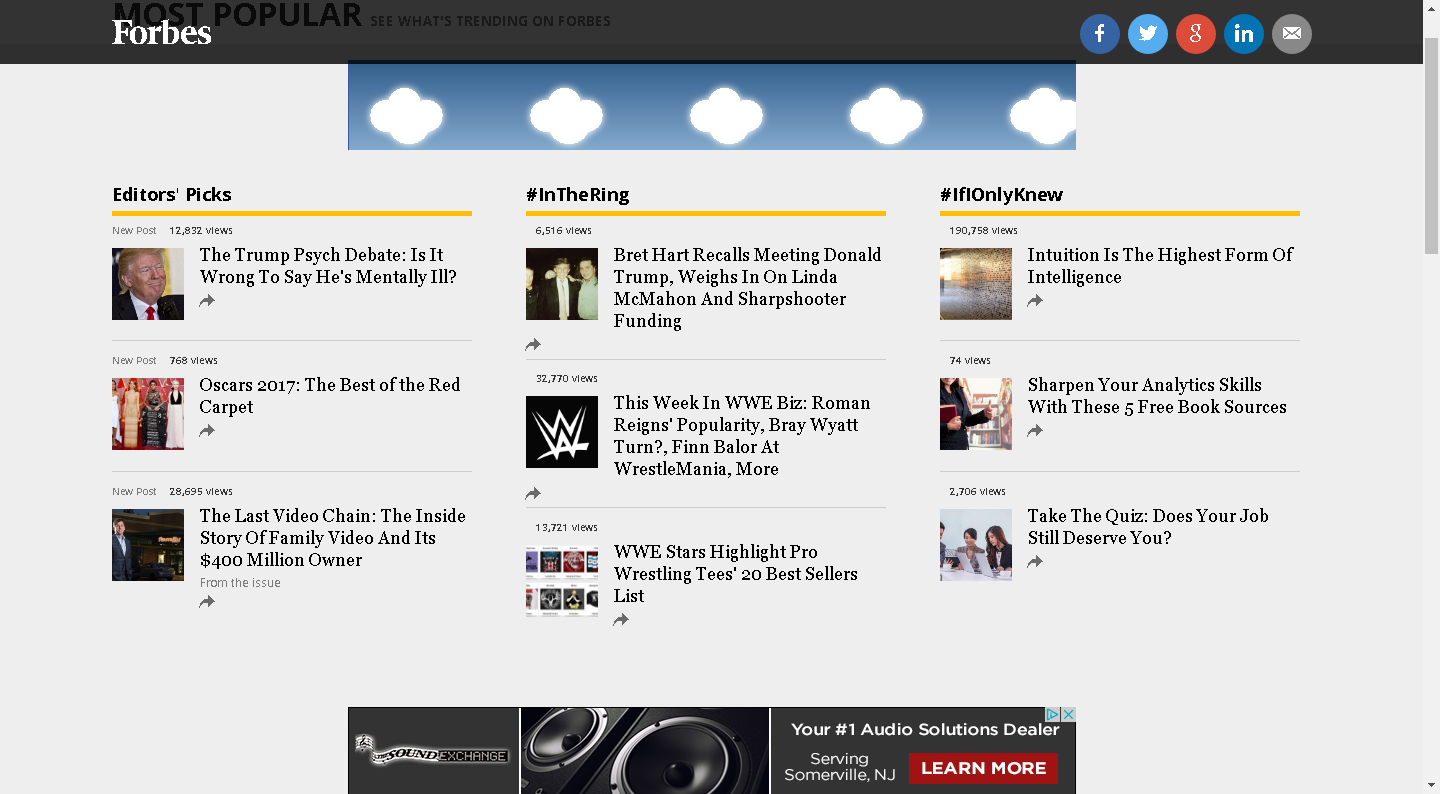 MOST POPULAR SEE WHAT'S TRENDING ON FORBES
Forbes
Editors' Picks
New Post 12,832 views
The Trump Psych Debate: Is It
Wrong To Say He's Mentally Ill?
New Post 768 views
Oscars 2017: The Best of the Red
Carpet
New Post 28,695 views
The Last Video Chain: The Inside
Story Of Family Video And Its
$400 Million Owner
From the issue
#InTheRing
6,516 views
Bret Hart Recalls Meeting Donald
Trump, Weighs In On Linda
McMahon And Sharpshooter
Funding
32,770 views
This Week In WWE Biz: Roman
Reigns' Popularity, Bray Wyatt
Turn?, Finn Balor At
WrestleMania, More
13,721 views
WWE Stars Highlight Pro
Wrestling Tees' 20 Best Sellers
List
#IfIOnlyKnew
190,758 views
Intuition Is The Highest Form Of
Intelligence
74 views
Sharpen Your Analytics Skills
With These 5 Free Book Sources
2,706 views
Take The Quiz: Does Your Job
Still Deserve You?
THE SOUND EXCHANGE
Your #1 Audio Solutions Dealer
Serving
Somerville, NJ
LEARN MORE